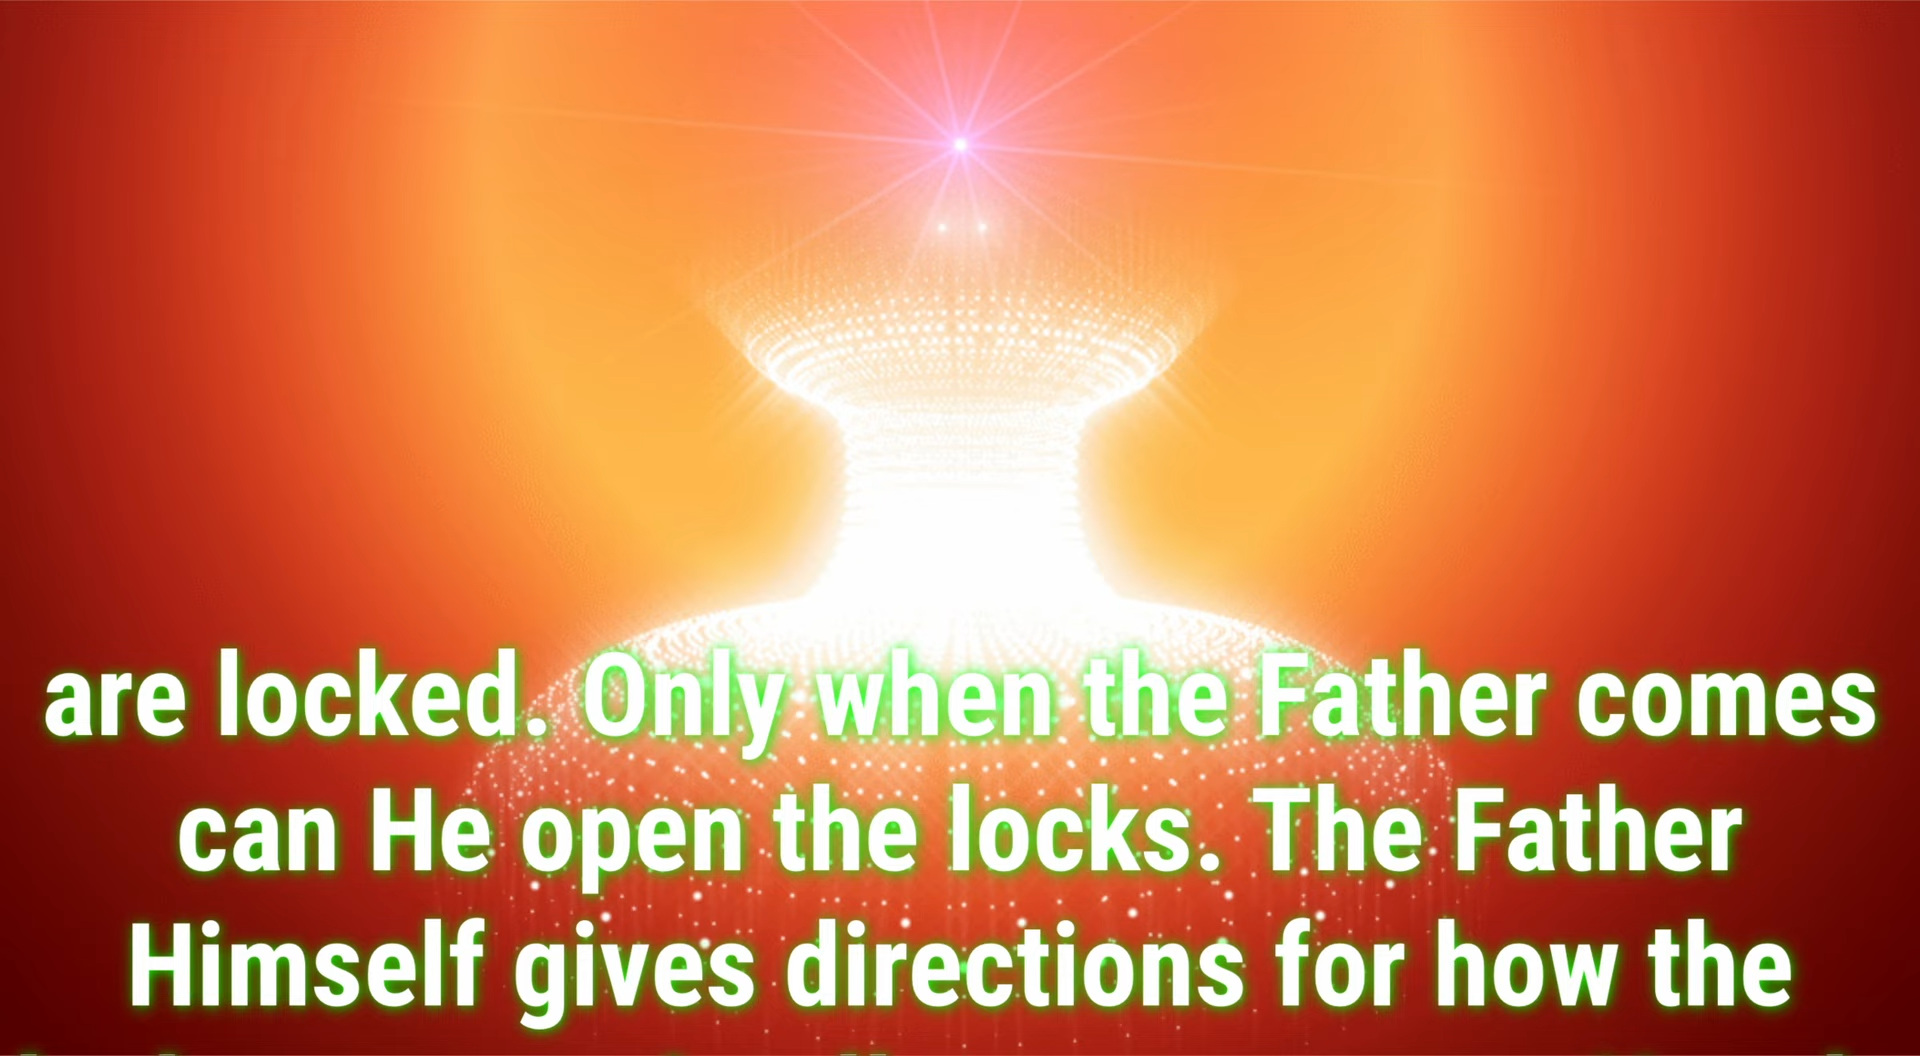 are locked. Only when the Father comes
can He open the locks. The Father
Himself gives directions for how the